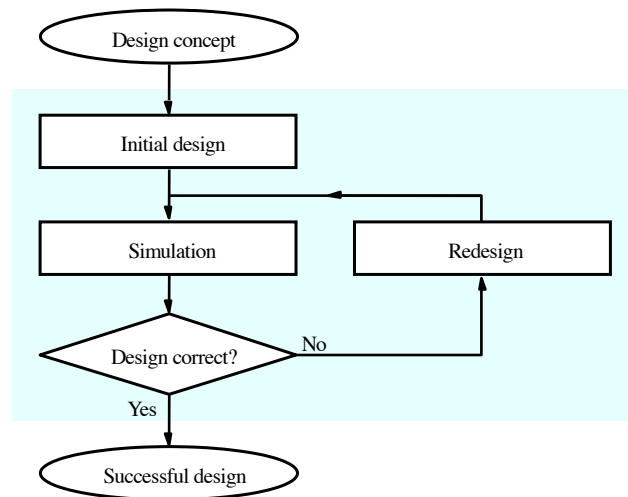 Design concept
Initial design
Simulation
Redesign
Design correct?
No
Yes
Successful design